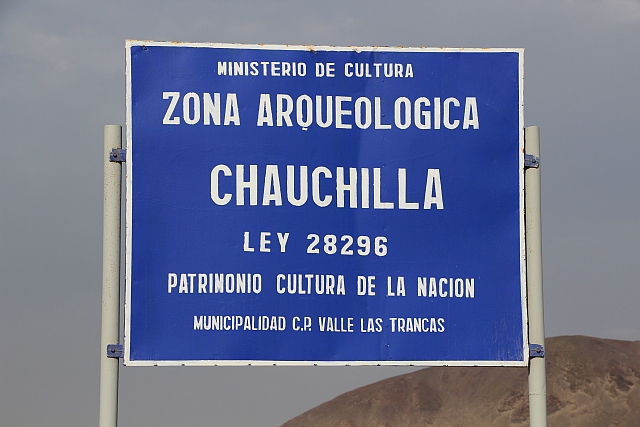 MINISTERIO DE CULTURA
ZONA ARQUEOLOGICA
CHAUCHILLA
LEY 28296
PATRIMONIO CULTURA DE LA NACION
MUNICIPALIDAD C.P. VALLE LAS TRANCAS